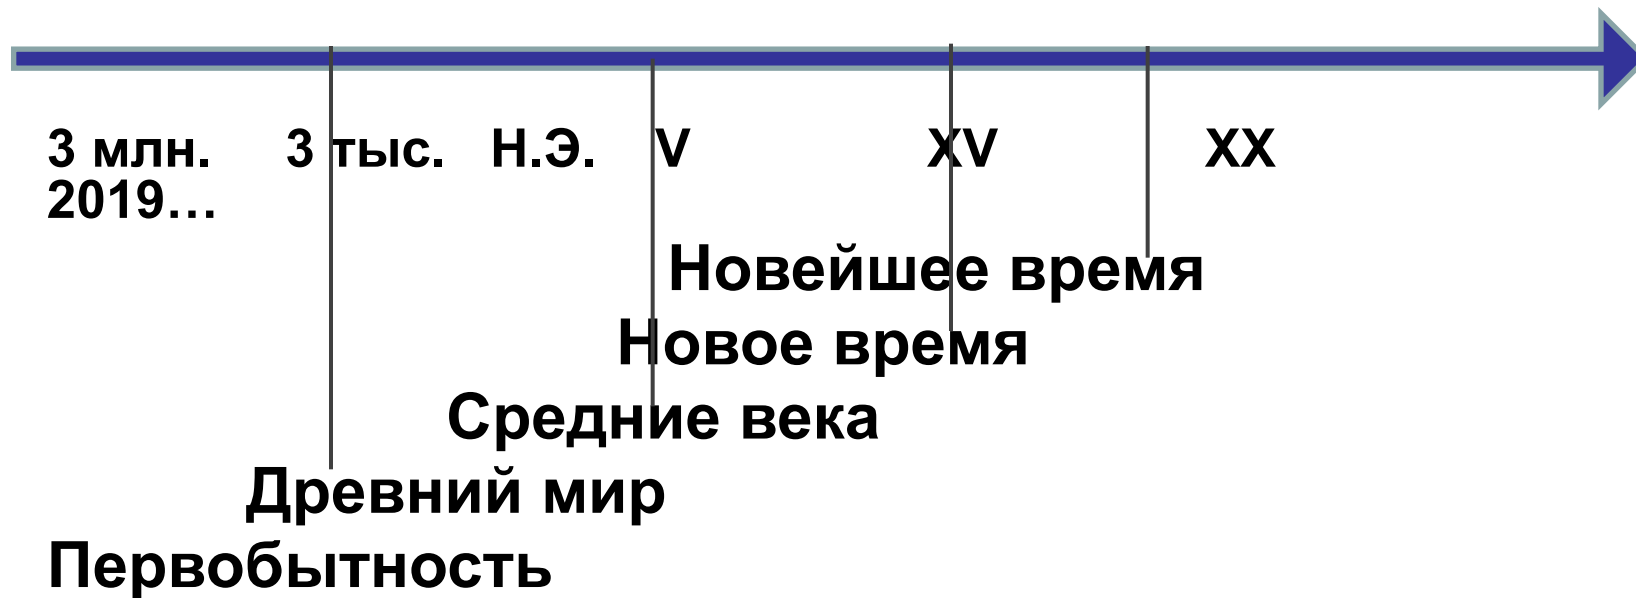 3 млн. 3 тыс. Н.Э. V XV XX
2019…
Новейшее время
Новое время
Средние века
Древний мир
Первобытность